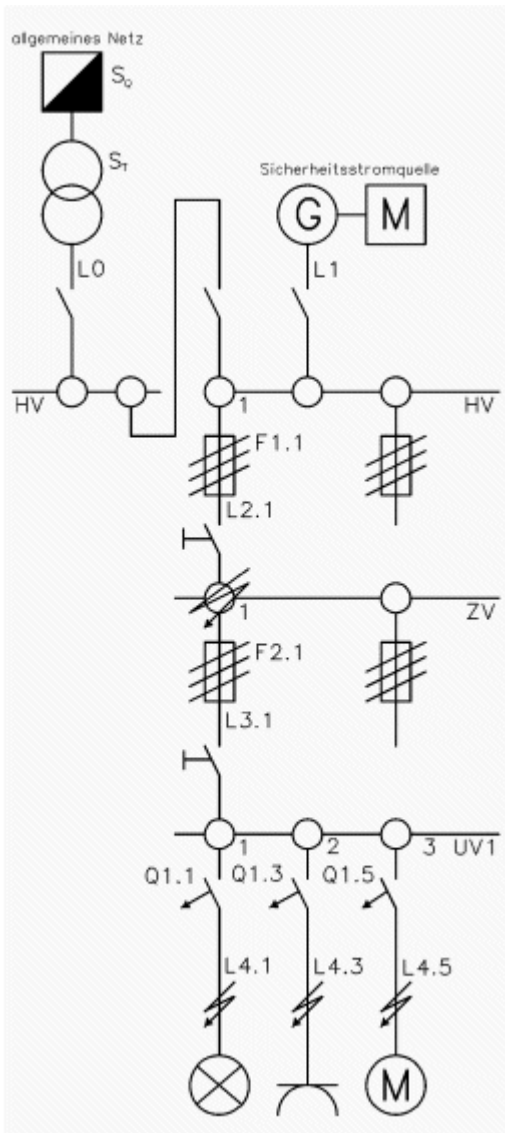 allgemeines Netz
S_Q
S_T
Sicherheitsstromquelle
G M
L0 L1
HV 1 HV
F1.1
L2.1
1 ZV
F2.1
L3.1
1 2 3 UV1
Q1.1 Q1.3 Q1.5
L4.1 L4.3 L4.5
M